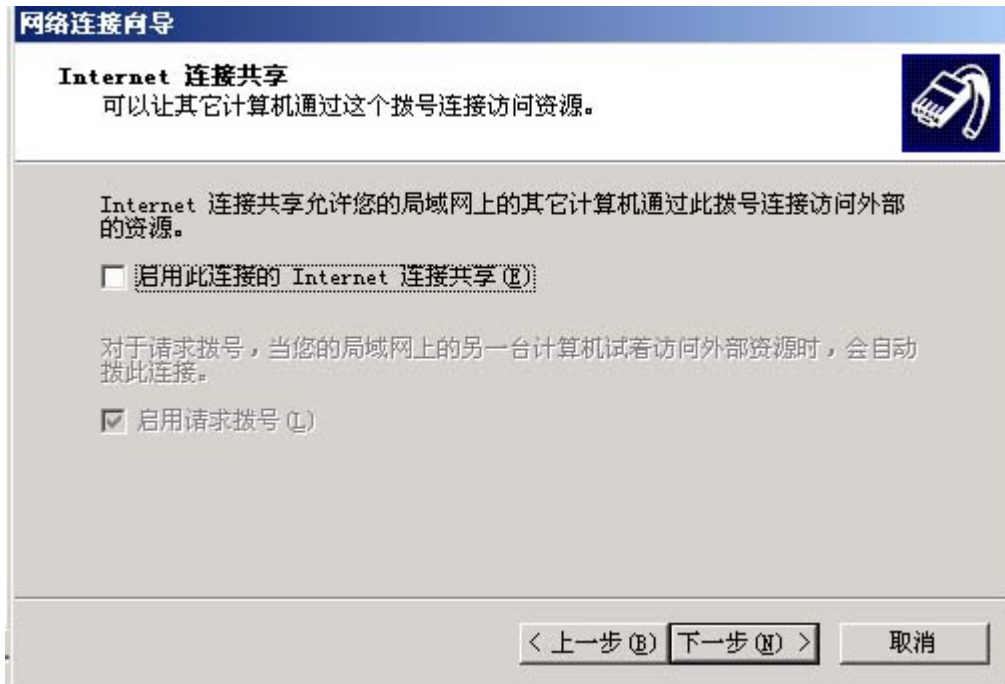 网络连接向导
Internet 连接共享
可以让其它计算机通过这个拨号连接访问资源。
Internet 连接共享允许您的局域网上的其它计算机通过此拨号连接访问外部
的资源。
启用此连接的 Internet 连接共享(E)
对于请求拨号,当您的局域网上的另一台计算机试着访问外部资源时,会自动
拨此连接。
启用请求拨号(L)
< 上一步(B) 下一步(N) > 取消